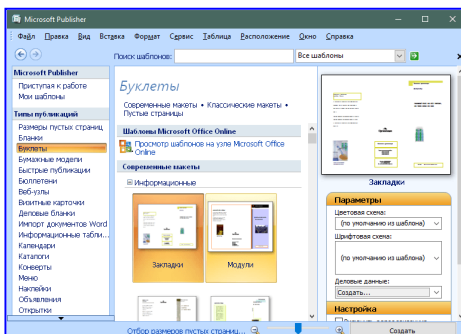 Microsoft Publisher
Файл Правка Вид Вставка Формат Сервис Таблица Расположение Окно Справка
Поиск шаблонов: Все шаблоны
Microsoft Publisher
Приступая к работе
Мои шаблоны
Типы публикаций
Размеры пустых страниц
Бланки
Буклеты
Бумажные модели
Быстрые публикации
Бюллетени
Веб-узлы
Визитные карточки
Деловые бланки
Импорт документов Word
Информационные табли...
Календари
Каталоги
Конверты
Меню
Наклейки
Объявления
Открытки
Буклеты
Современные макеты • Классические макеты •
Пустые страницы
Шаблоны Microsoft Office Online
Просмотр шаблонов на узле Microsoft Office
Online
Современные макеты
Информационные
Закладки
Модули
Отбор размеров пустых страниц...
Закладки
Параметры
Цветовая схема:
(по умолчанию из шаблона)
Шрифтовая схема:
(по умолчанию из шаблона)
Деловые данные:
Создать...
Настройка
Создать